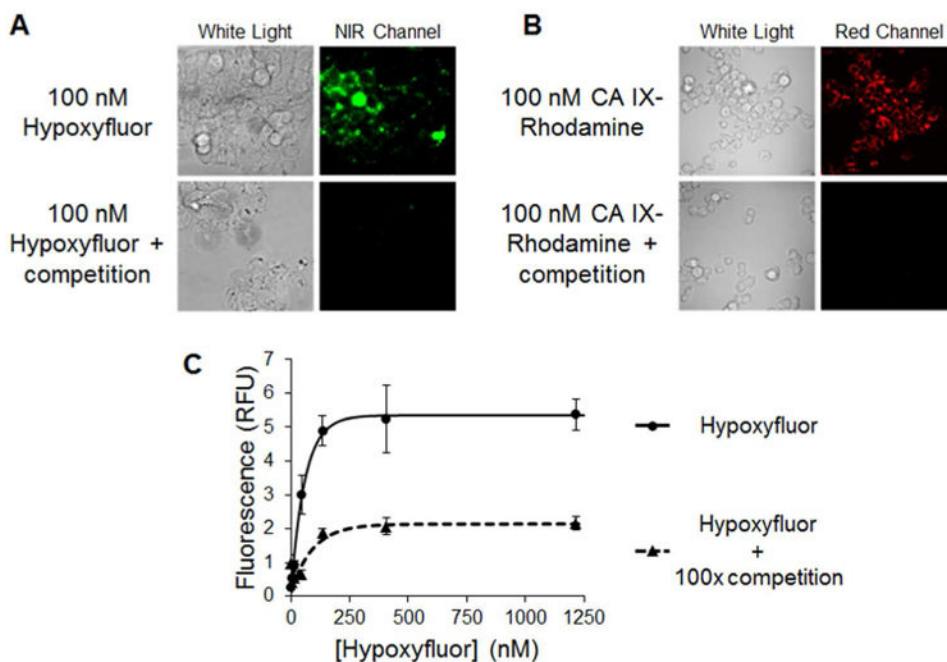 A
White Light
NIR Channel
100 nM
Hypoxyfluor
100 nM
Hypoxyfluor +
competition
B
White Light
Red Channel
100 nM CA IX-
Rhodamine
100 nM CA IX-
Rhodamine +
competition
C
Fluorescence (RFU)
7
6
5
4
3
2
1
0
0
250
500
750
1000
1250
[Hypoxyfluor] (nM)
Hypoxyfluor
Hypoxyfluor
+
100x competition